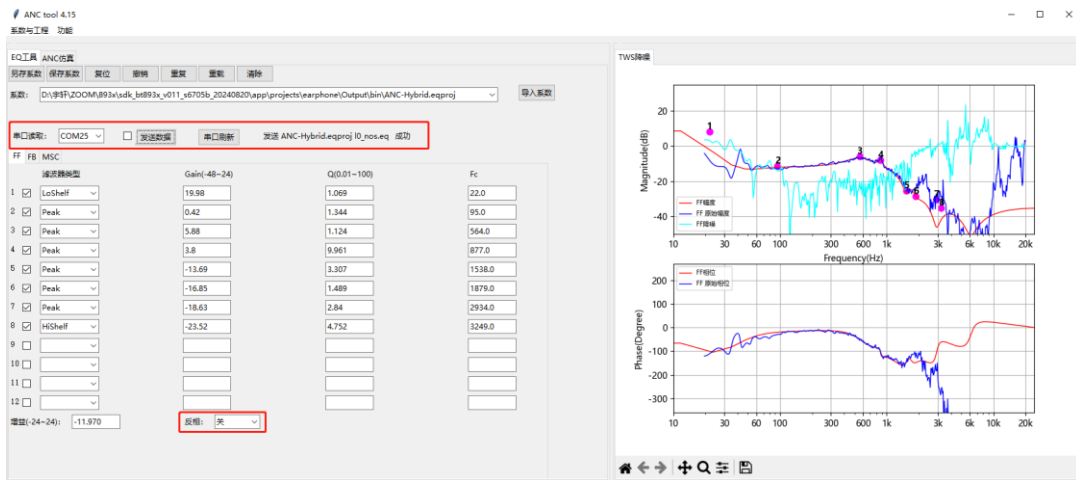 ANC tool 4.15
系数与工程 功能
EQ工具 ANC仿真
另存系数 保存系数 复位 撤销 重复 重载 清除
系数: D:\宇轩\ZOOM\893x\sdk_bt893x_v011_s6705b_20240820\app\projects\earphone\Output\bin\ANC-Hybrid.eqproj 导入系数
串口读取: COM25 发送数据 串口刷新 发送 ANC-Hybrid.eqproj l0_nos.eq 成功
FF FB MSC
滤波器类型 Gain(-48~24) Q(0.01~100) Fc
1 LoShelf 19.98 1.069 22.0
2 Peak 0.42 1.344 95.0
3 Peak 5.88 1.124 564.0
4 Peak 3.8 9.961 877.0
5 Peak -13.69 3.307 1538.0
6 Peak -16.85 1.489 1879.0
7 Peak -18.63 2.84 2934.0
8 HiShelf -23.52 4.752 3249.0
9
10
11
12
增益(-24~24): -11.970 反相: 关
TWS降噪
Magnitude(dB)
20
0
-20
-40
1 2 3 4 5 6 7 8
FF幅度
FF 原始幅度
FF降噪
10 30 60 100 300 600 1k 3k 6k 10k 20k
Frequency(Hz)
Phase(Degree)
200
100
0
-100
-200
-300
FF相位
FF 原始相位
10 30 60 100 300 600 1k 3k 6k 10k 20k